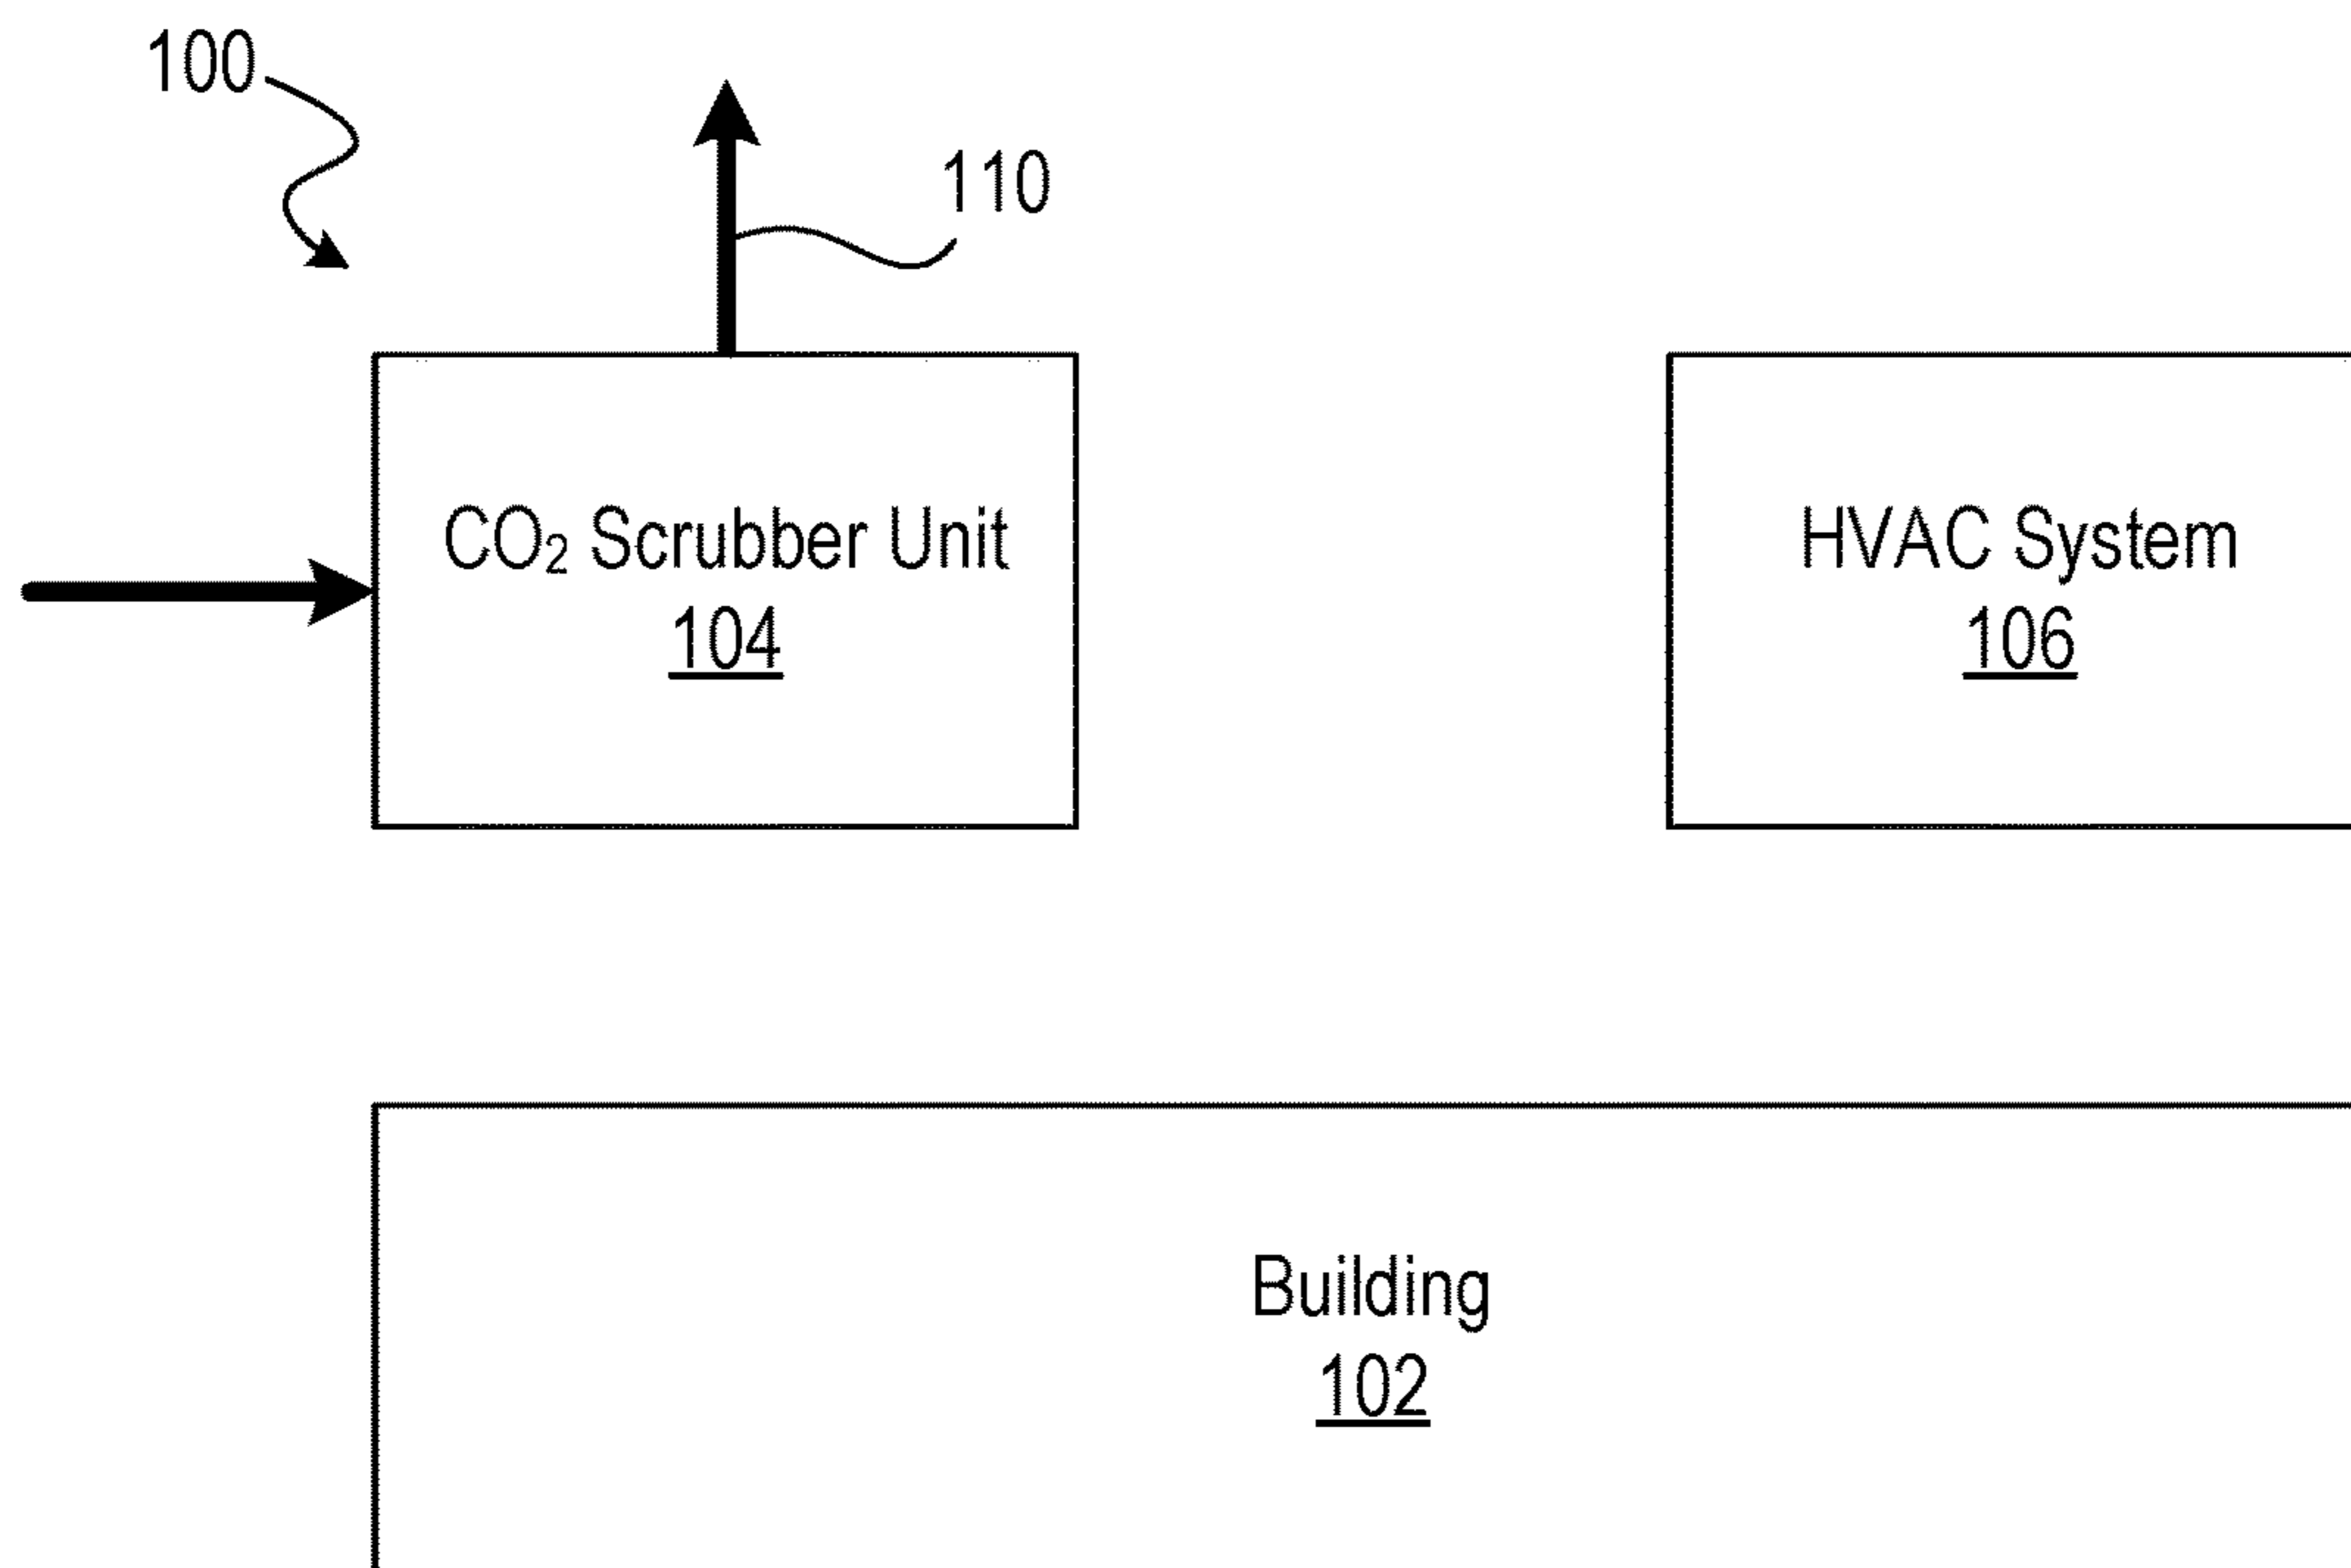 100
110
CO₂ Scrubber Unit
104
HVAC System
106
Building
102